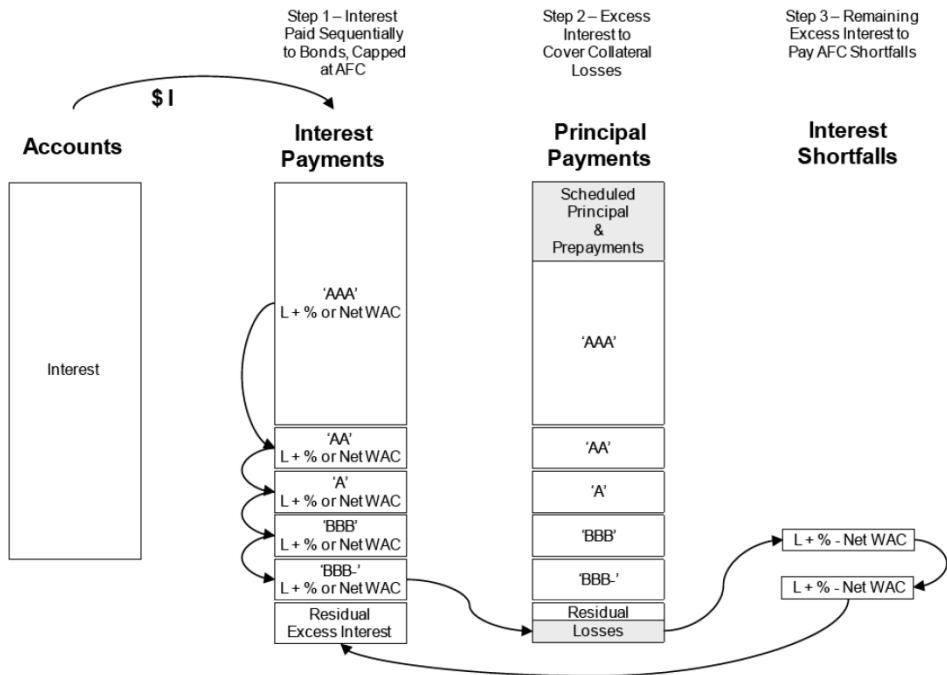 Step 1 – Interest
Paid Sequentially
to Bonds, Capped
at AFC
Step 2 – Excess
Interest to
Cover Collateral
Losses
Step 3 – Remaining
Excess Interest to
Pay AFC Shortfalls
$ I
Accounts
Interest
Payments
Principal
Payments
Interest
Shortfalls
Interest
‘AAA’
L + % or Net WAC
‘AA’
L + % or Net WAC
‘A’
L + % or Net WAC
‘BBB’
L + % or Net WAC
‘BBB-’
L + % or Net WAC
Residual
Excess Interest
Scheduled
Principal
&
Prepayments
‘AAA’
‘AA’
‘A’
‘BBB’
‘BBB-’
Residual
Losses
L + % - Net WAC
L + % - Net WAC